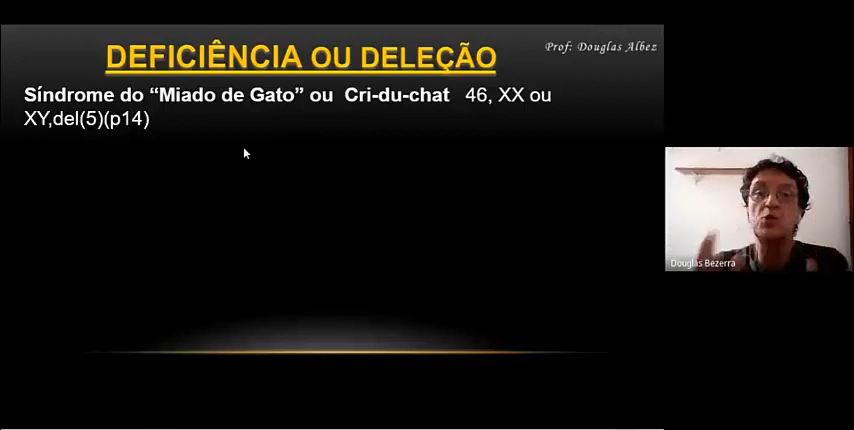 DEFICIÊNCIA OU DELEÇÃO
Prof: Douglas Albez
Síndrome do “Miado de Gato” ou Cri-du-chat 46, XX ou
XY,del(5)(p14)
Douglas Bezerra